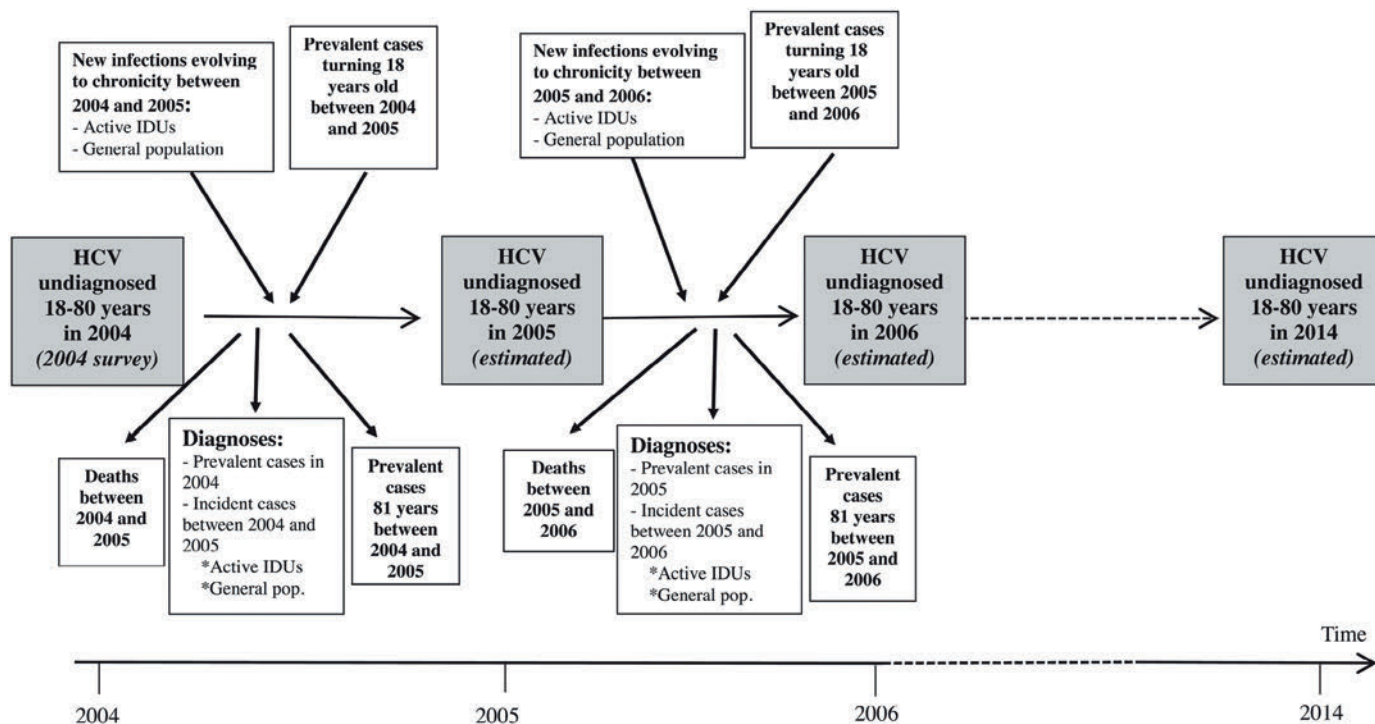 New infections evolving
to chronicity between
2004 and 2005:
- Active IDUs
- General population
Prevalent cases
turning 18
years old
between 2004
and 2005
New infections evolving
to chronicity between
2005 and 2006:
- Active IDUs
- General population
Prevalent cases
turning 18
years old
between 2005
and 2006
HCV
undiagnosed
18-80 years
in 2004
(2004 survey)
HCV
undiagnosed
18-80 years
in 2005
(estimated)
HCV
undiagnosed
18-80 years
in 2006
(estimated)
HCV
undiagnosed
18-80 years
in 2014
(estimated)
Deaths
between
2004 and
2005
Diagnoses:
- Prevalent cases in
2004
- Incident cases
between 2004 and
2005
*Active IDUs
*General pop.
Prevalent
cases
81 years
between
2004 and
2005
Deaths
between
2005 and
2006
Diagnoses:
- Prevalent cases in
2005
- Incident cases
between 2005 and
2006
*Active IDUs
*General pop.
Prevalent
cases
81 years
between
2005 and
2006
Time
2004
2005
2006
2014